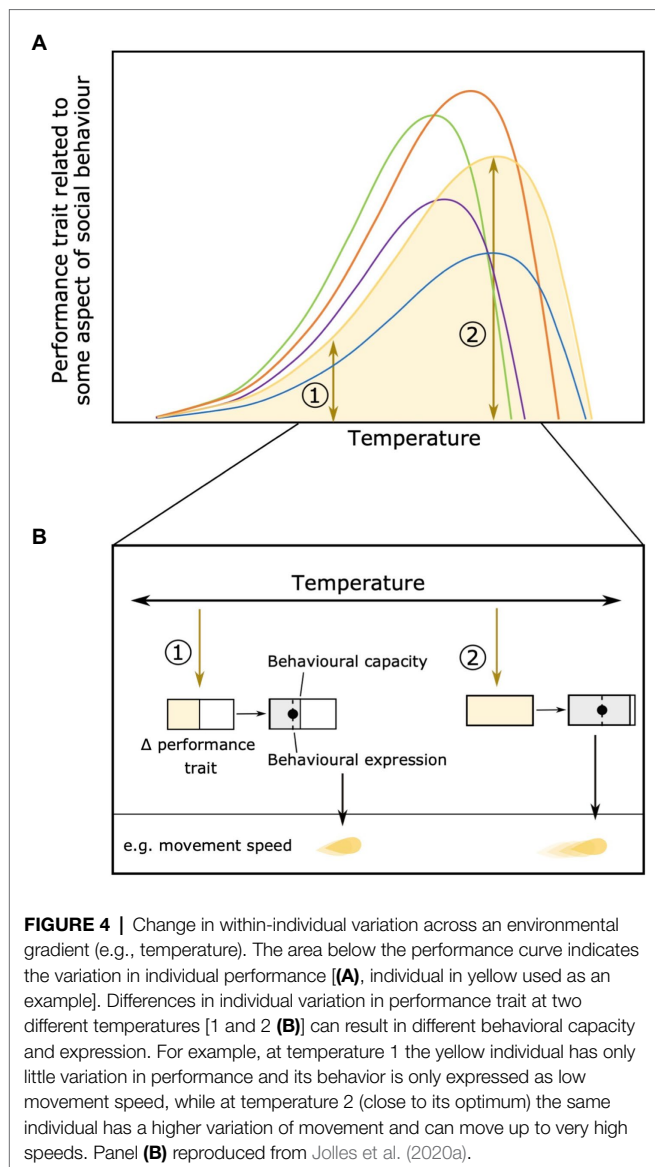 A
Performance trait related to
some aspect of social behaviour
①
②
Temperature
B
Temperature
①
②
Behavioural capacity
Δ performance
trait
Behavioural expression
e.g. movement speed
FIGURE 4 | Change in within-individual variation across an environmental
gradient (e.g., temperature). The area below the performance curve indicates
the variation in individual performance [(A), individual in yellow used as an
example]. Differences in individual variation in performance trait at two
different temperatures [1 and 2 (B)] can result in different behavioral capacity
and expression. For example, at temperature 1 the yellow individual has only
little variation in performance and its behavior is only expressed as low
movement speed, while at temperature 2 (close to its optimum) the same
individual has a higher variation of movement and can move up to very high
speeds. Panel (B) reproduced from Jolles et al. (2020a).